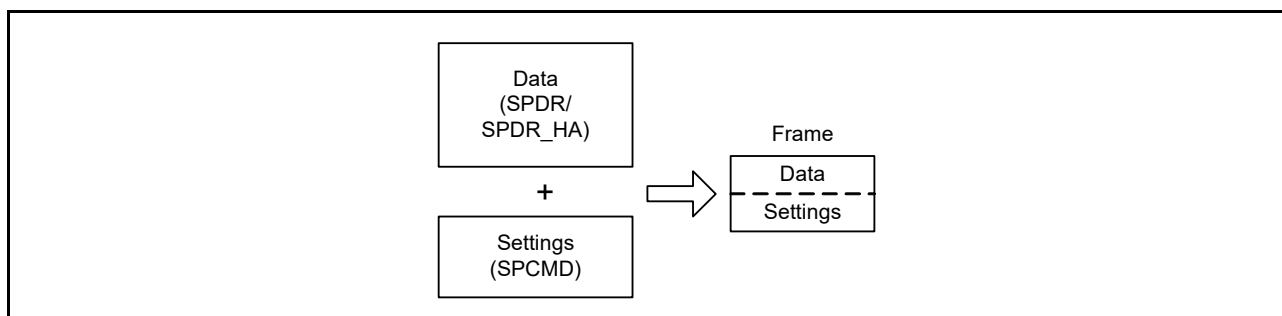 Data
(SPDR/
SPDR_HA)
+
Settings
(SPCMD)
Frame
Data
Settings